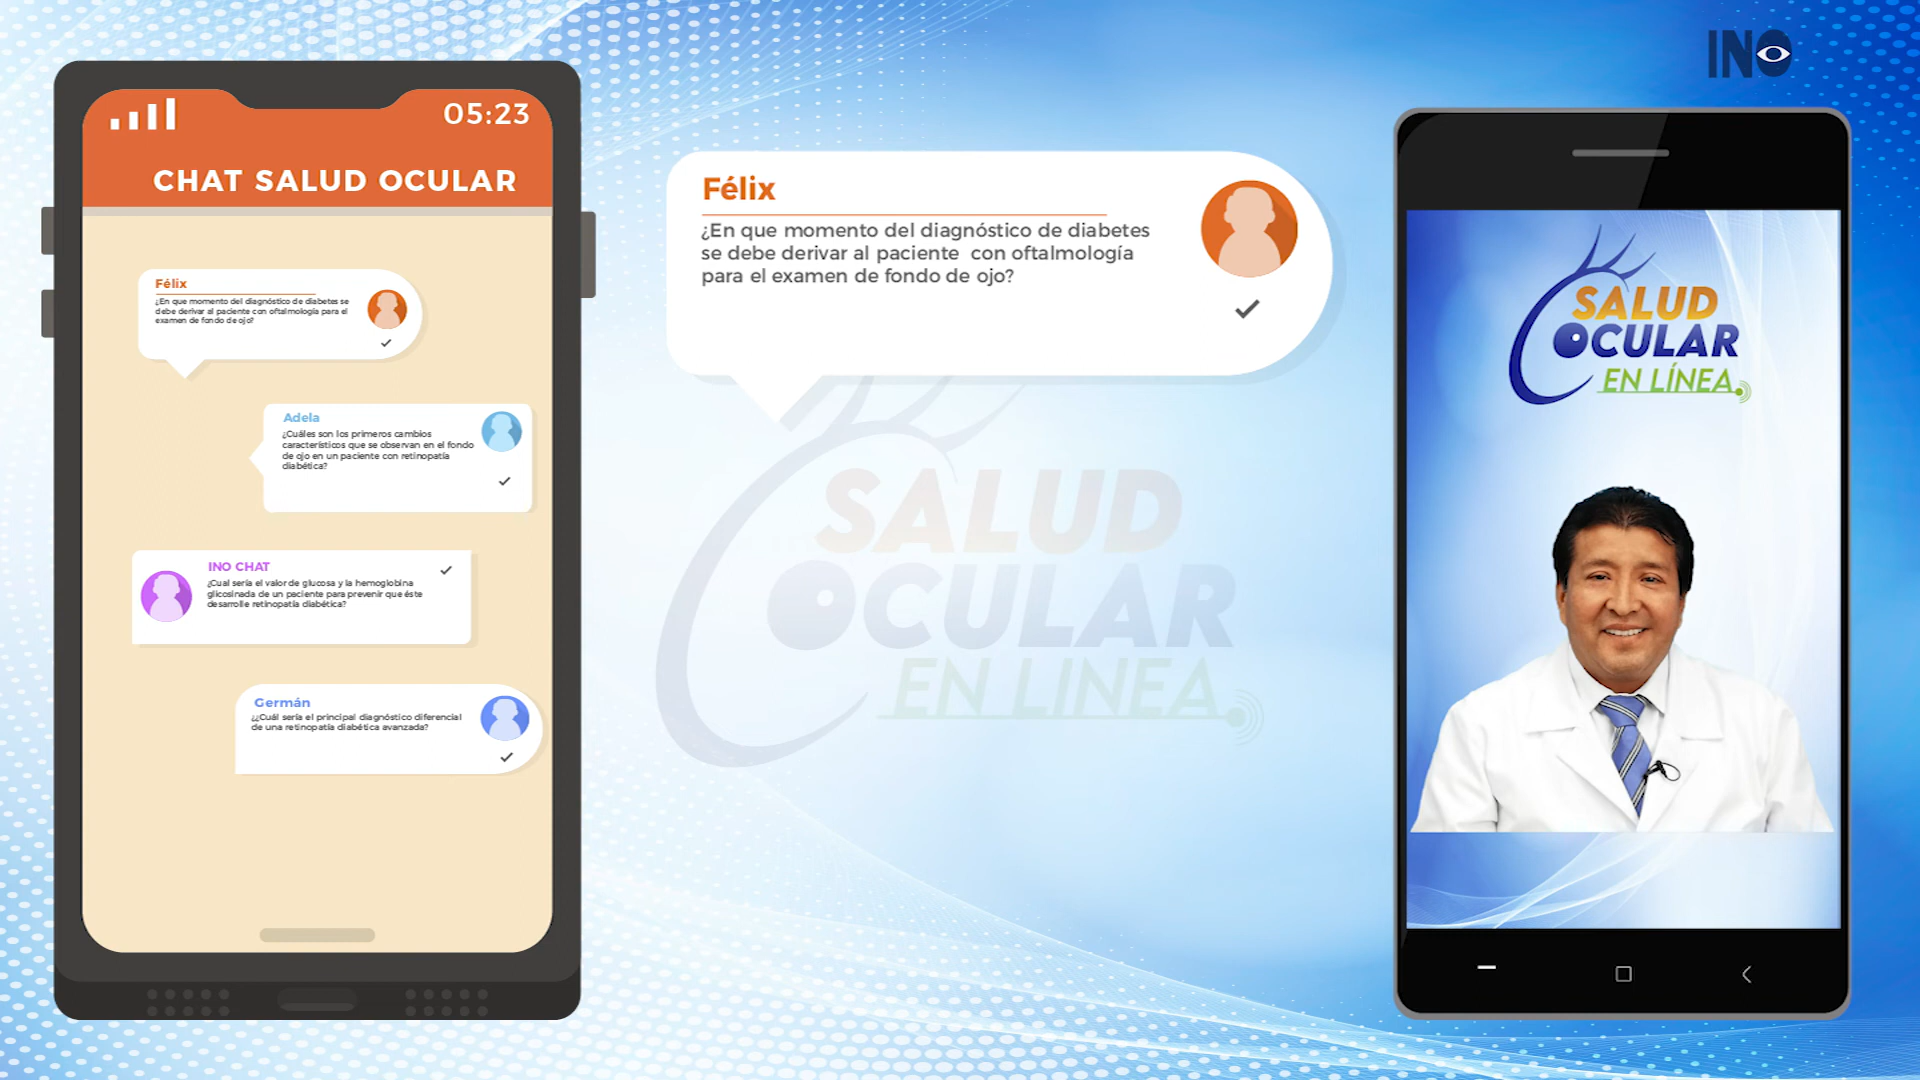 05:23
CHAT SALUD OCULAR
Félix
¿En que momento del diagnóstico de diabetes se
debe derivar al paciente con oftalmología para el
examen de fondo de ojo?
Adela
¿Cuáles son los primeros cambios
característicos que se observan en el fondo
de ojo en un paciente con retinopatía
diabética?
INO CHAT
¿Cual sería el valor de glucosa y la hemoglobina
glicosinada de un paciente para prevenir que éste
desarrolle retinopatía diabética?
Germán
¿¿Cuál sería el principal diagnóstico diferencial
de una retinopatía diabética avanzada?
Félix
¿En que momento del diagnóstico de diabetes
se debe derivar al paciente  con oftalmología
para el examen de fondo de ojo?
SALUD
OCULAR
EN LINEA
INO
SALUD
OCULAR
EN LÍNEA